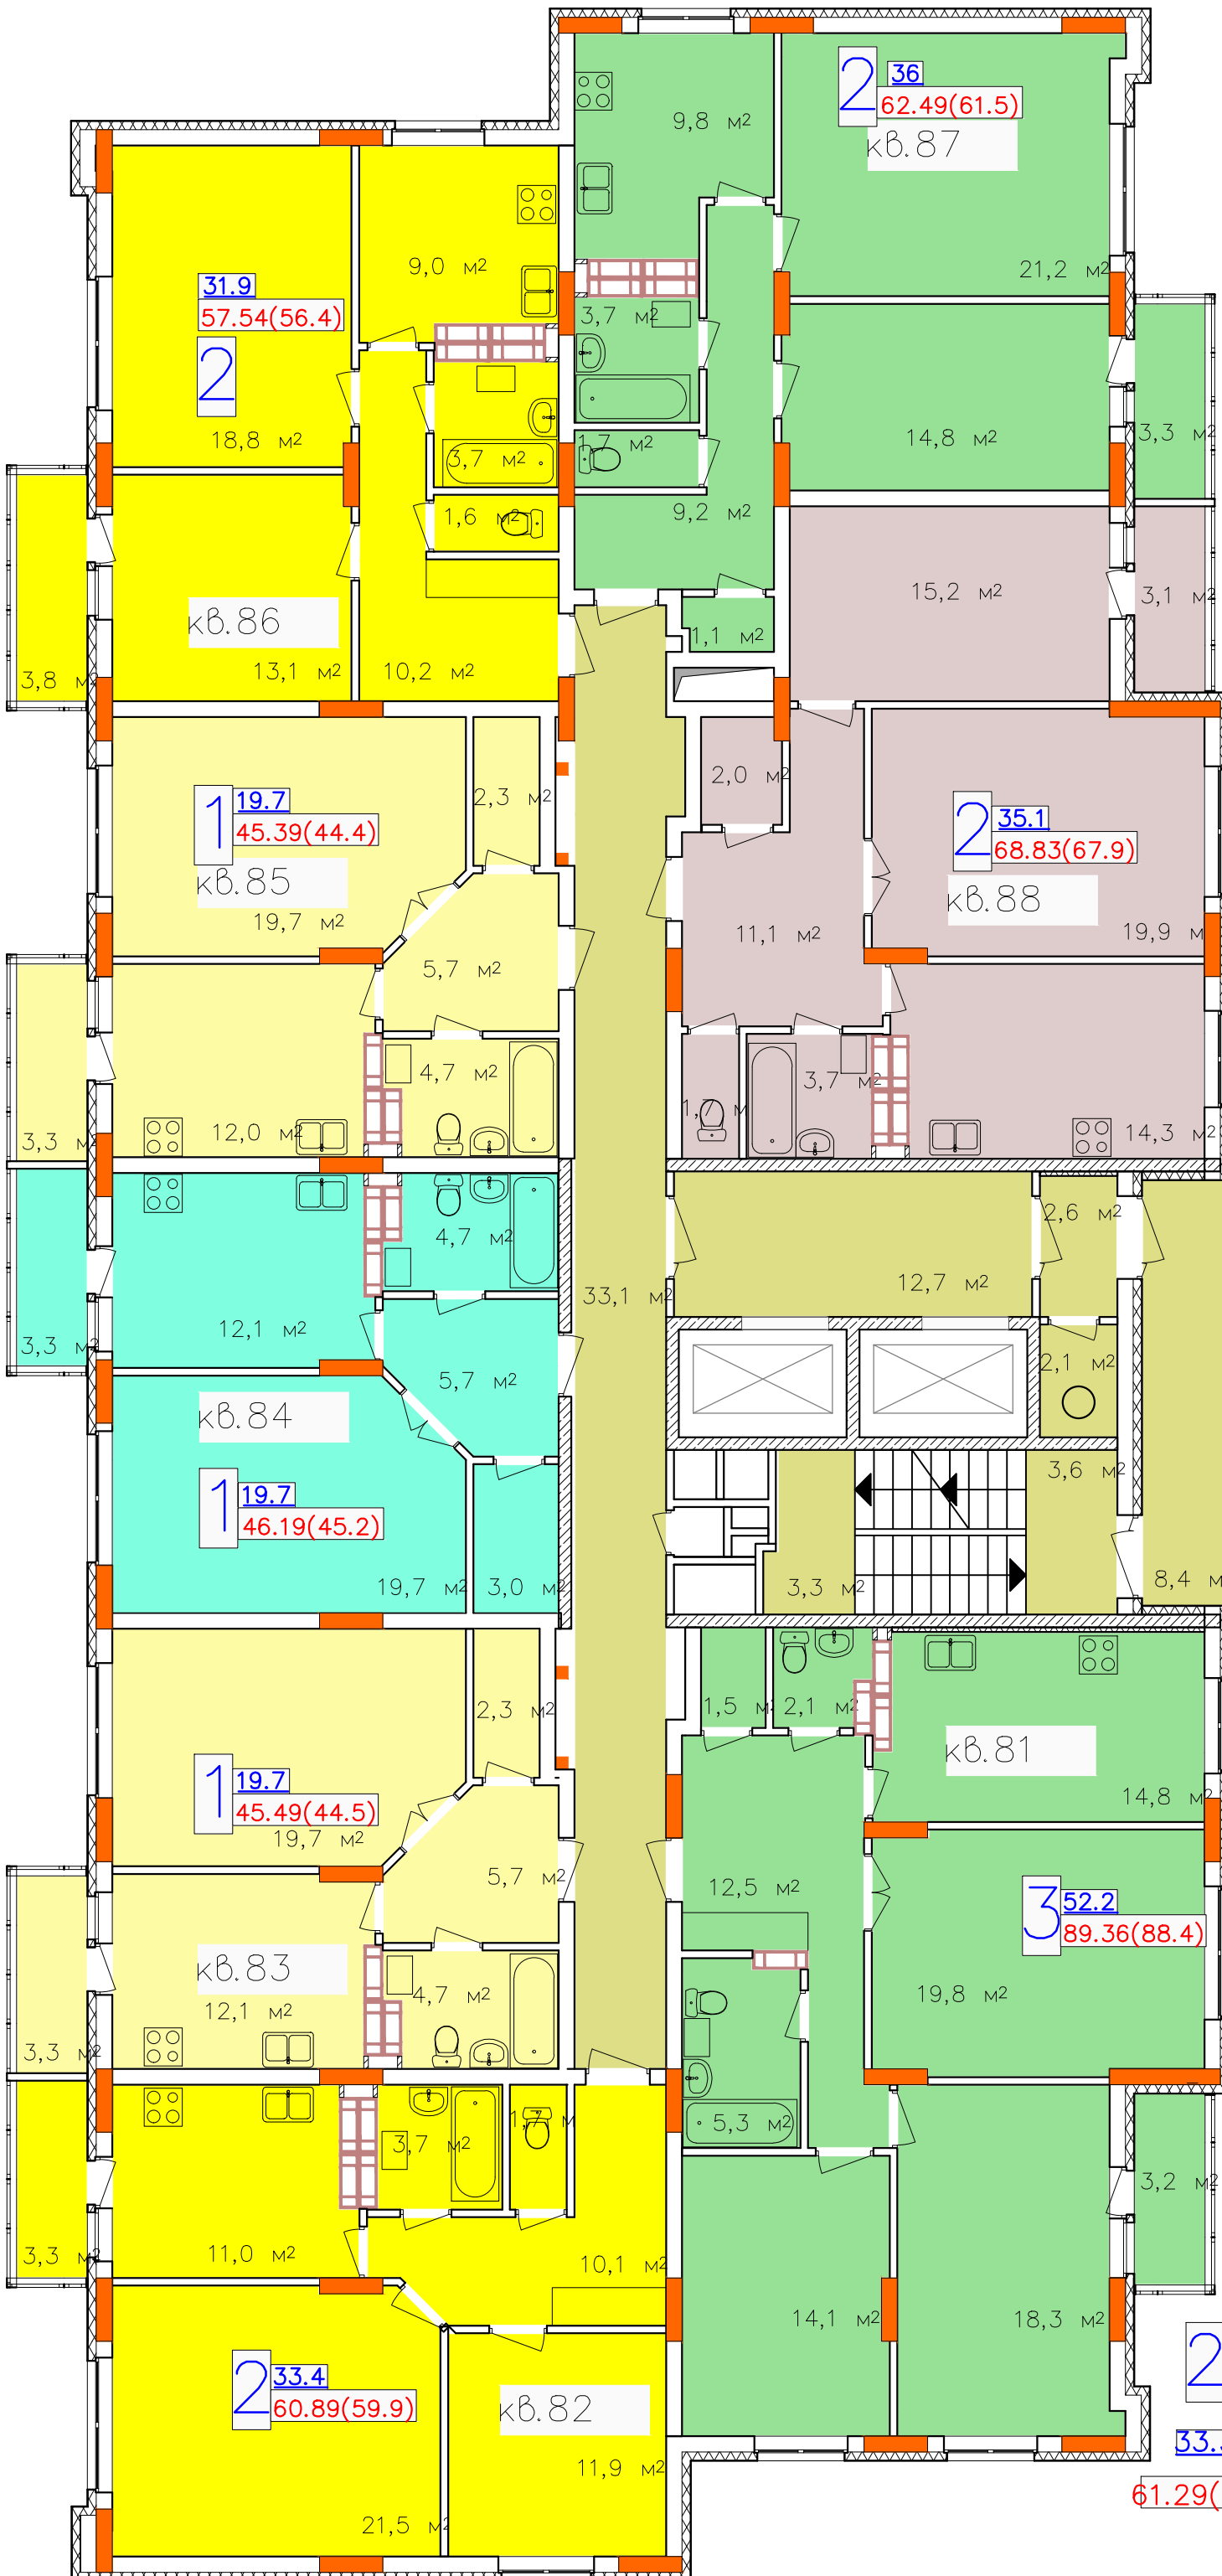 2 36
62.49(61.5)
кв.87
9,8 м2
21,2 м2
9,0 м2
31.9
57.54(56.4)
2
18,8 м2
3,7 м2
14,8 м2
3,3 м2
3,7 м2
1,7 м2
1,6 м2
9,2 м2
15,2 м2
3,1 м2
кв.86
13,1 м2
10,2 м2
3,8 м2
1,1 м2
1 19.7
45.39(44.4)
кв.85
19,7 м2
2,3 м2
2,0 м2
2 35.1
68.83(67.9)
кв.88
19,9 м
11,1 м2
5,7 м2
4,7 м2
12,0 м2
3,3 м2
1,7 м
3,7 м2
14,3 м2
4,7 м2
12,1 м2
3,3 м2
5,7 м2
33,1 м2
12,7 м2
2,6 м2
2,1 м2
кв.84
1 19.7
46.19(45.2)
19,7 м2
3,0 м2
3,3 м2
3,6 м2
8,4 м
1 19.7
45.49(44.5)
19,7 м2
2,3 м2
1,5 м2
2,1 м2
кв.81
14,8 м2
5,7 м2
12,5 м2
3 52.2
89.36(88.4)
19,8 м2
кв.83
12,1 м2
4,7 м2
3,3 м2
3,7 м2
1,7 м
5,3 м2
3,2 м2
3,3 м2
11,0 м2
10,1 м2
14,1 м2
18,3 м2
2 33.4
60.89(59.9)
кв.82
11,9 м2
21,5 м2
2
33.
61.29(